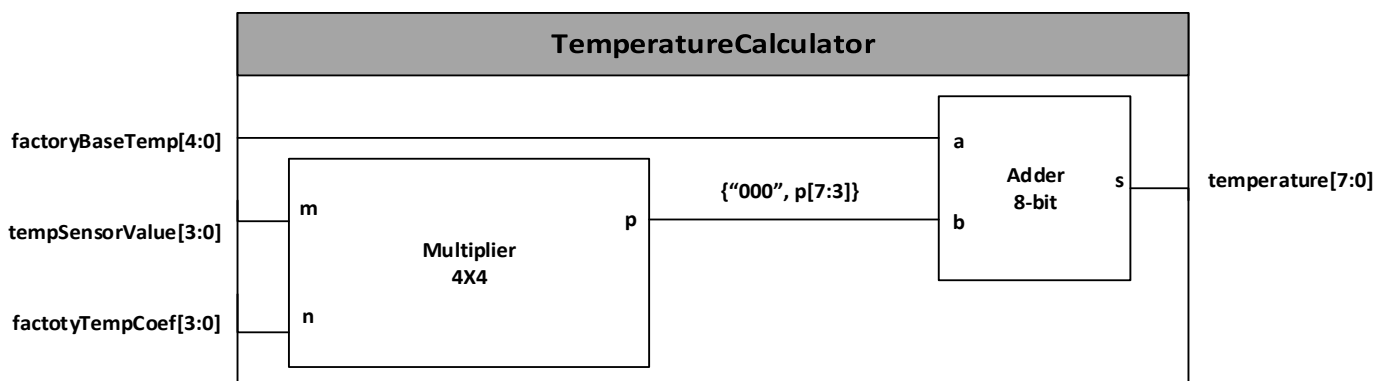 TemperatureCalculator
factoryBaseTemp[4:0]
a
Adder
8-bit
s
temperature[7:0]
{“000”, p[7:3]}
m
p
b
tempSensorValue[3:0]
Multiplier
4X4
factotyTempCoef[3:0]
n